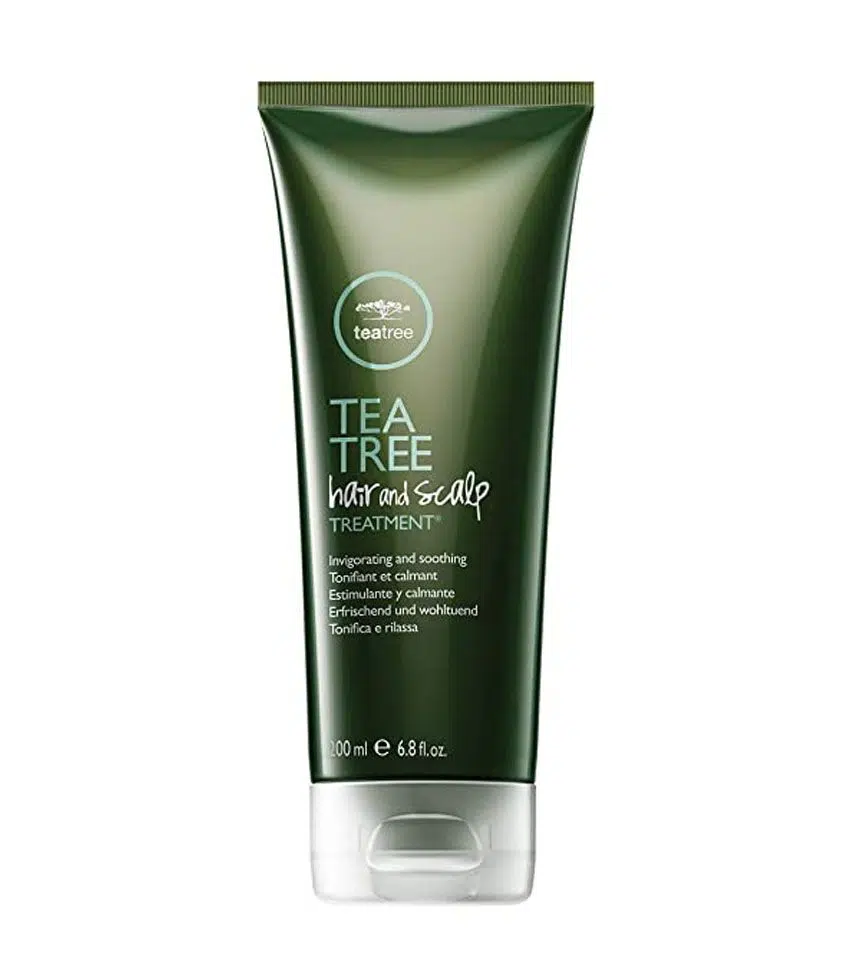 teatree
TEA
TREE
hair and scalp
TREATMENT®
Invigorating and soothing
Tonifiant et calmant
Estimulante y calmante
Erfrischend und wohltuend
Tonifica e rilassa
200 ml e 6.8 fl. oz.